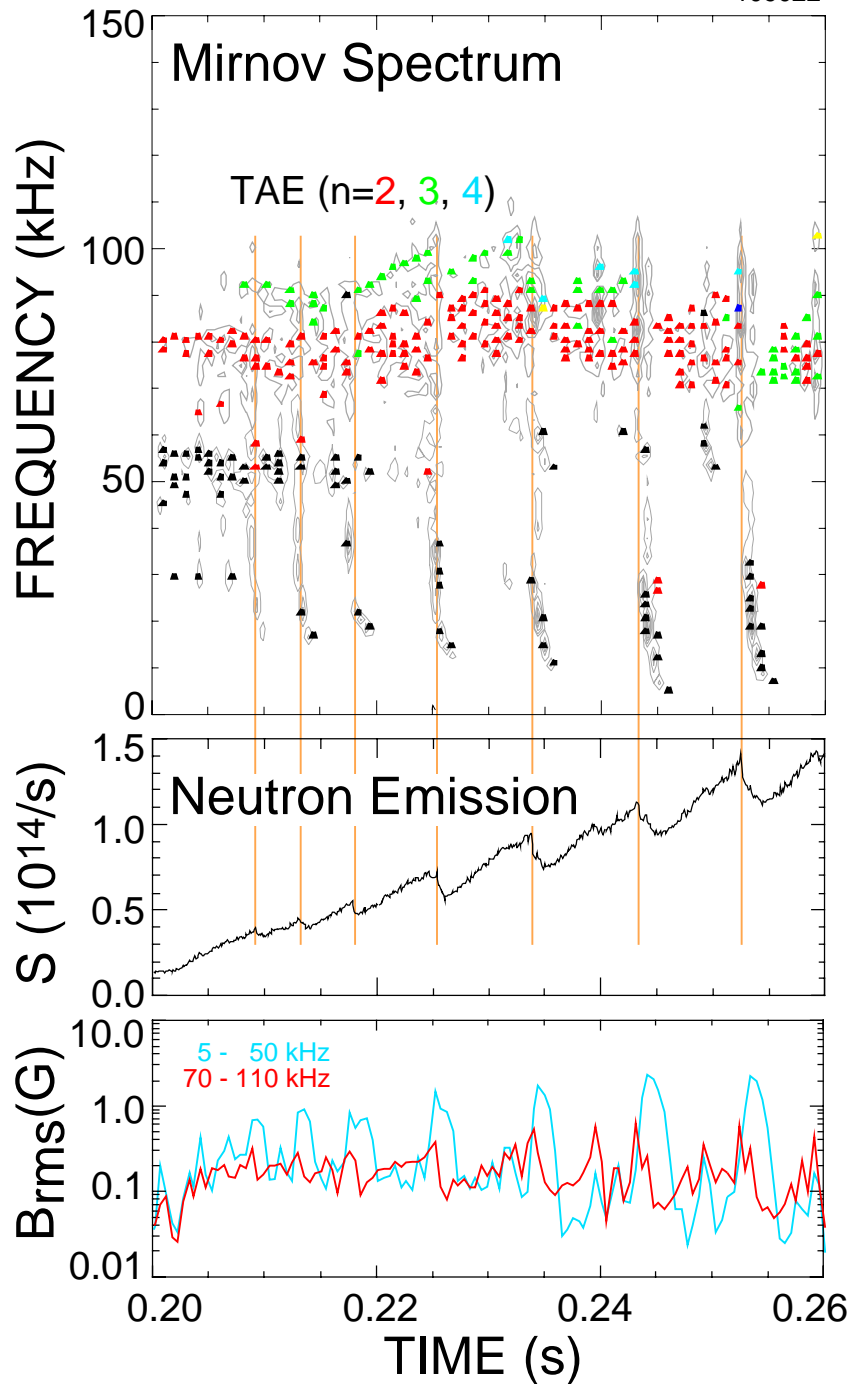 150
Mirnov Spectrum
TAE (n=2, 3, 4)
100
50
0
FREQUENCY (kHz)
1.5
Neutron Emission
1.0
0.5
0.0
S (10¹⁴/s)
10.0
5 - 50 kHz
70 - 110 kHz
1.0
0.1
0.01
Brms(G)
0.20 0.22 0.24 0.26
TIME (s)